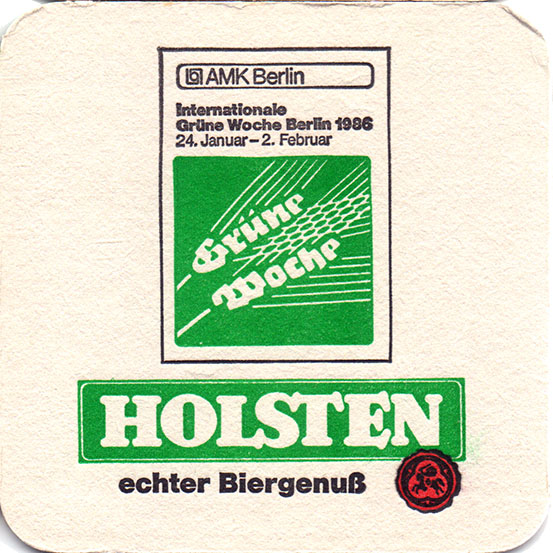 AMK Berlin
Internationale
Grüne Woche Berlin 1986
24. Januar – 2. Februar
Grüne
Woche
HOLSTEN
echter Biergenuß